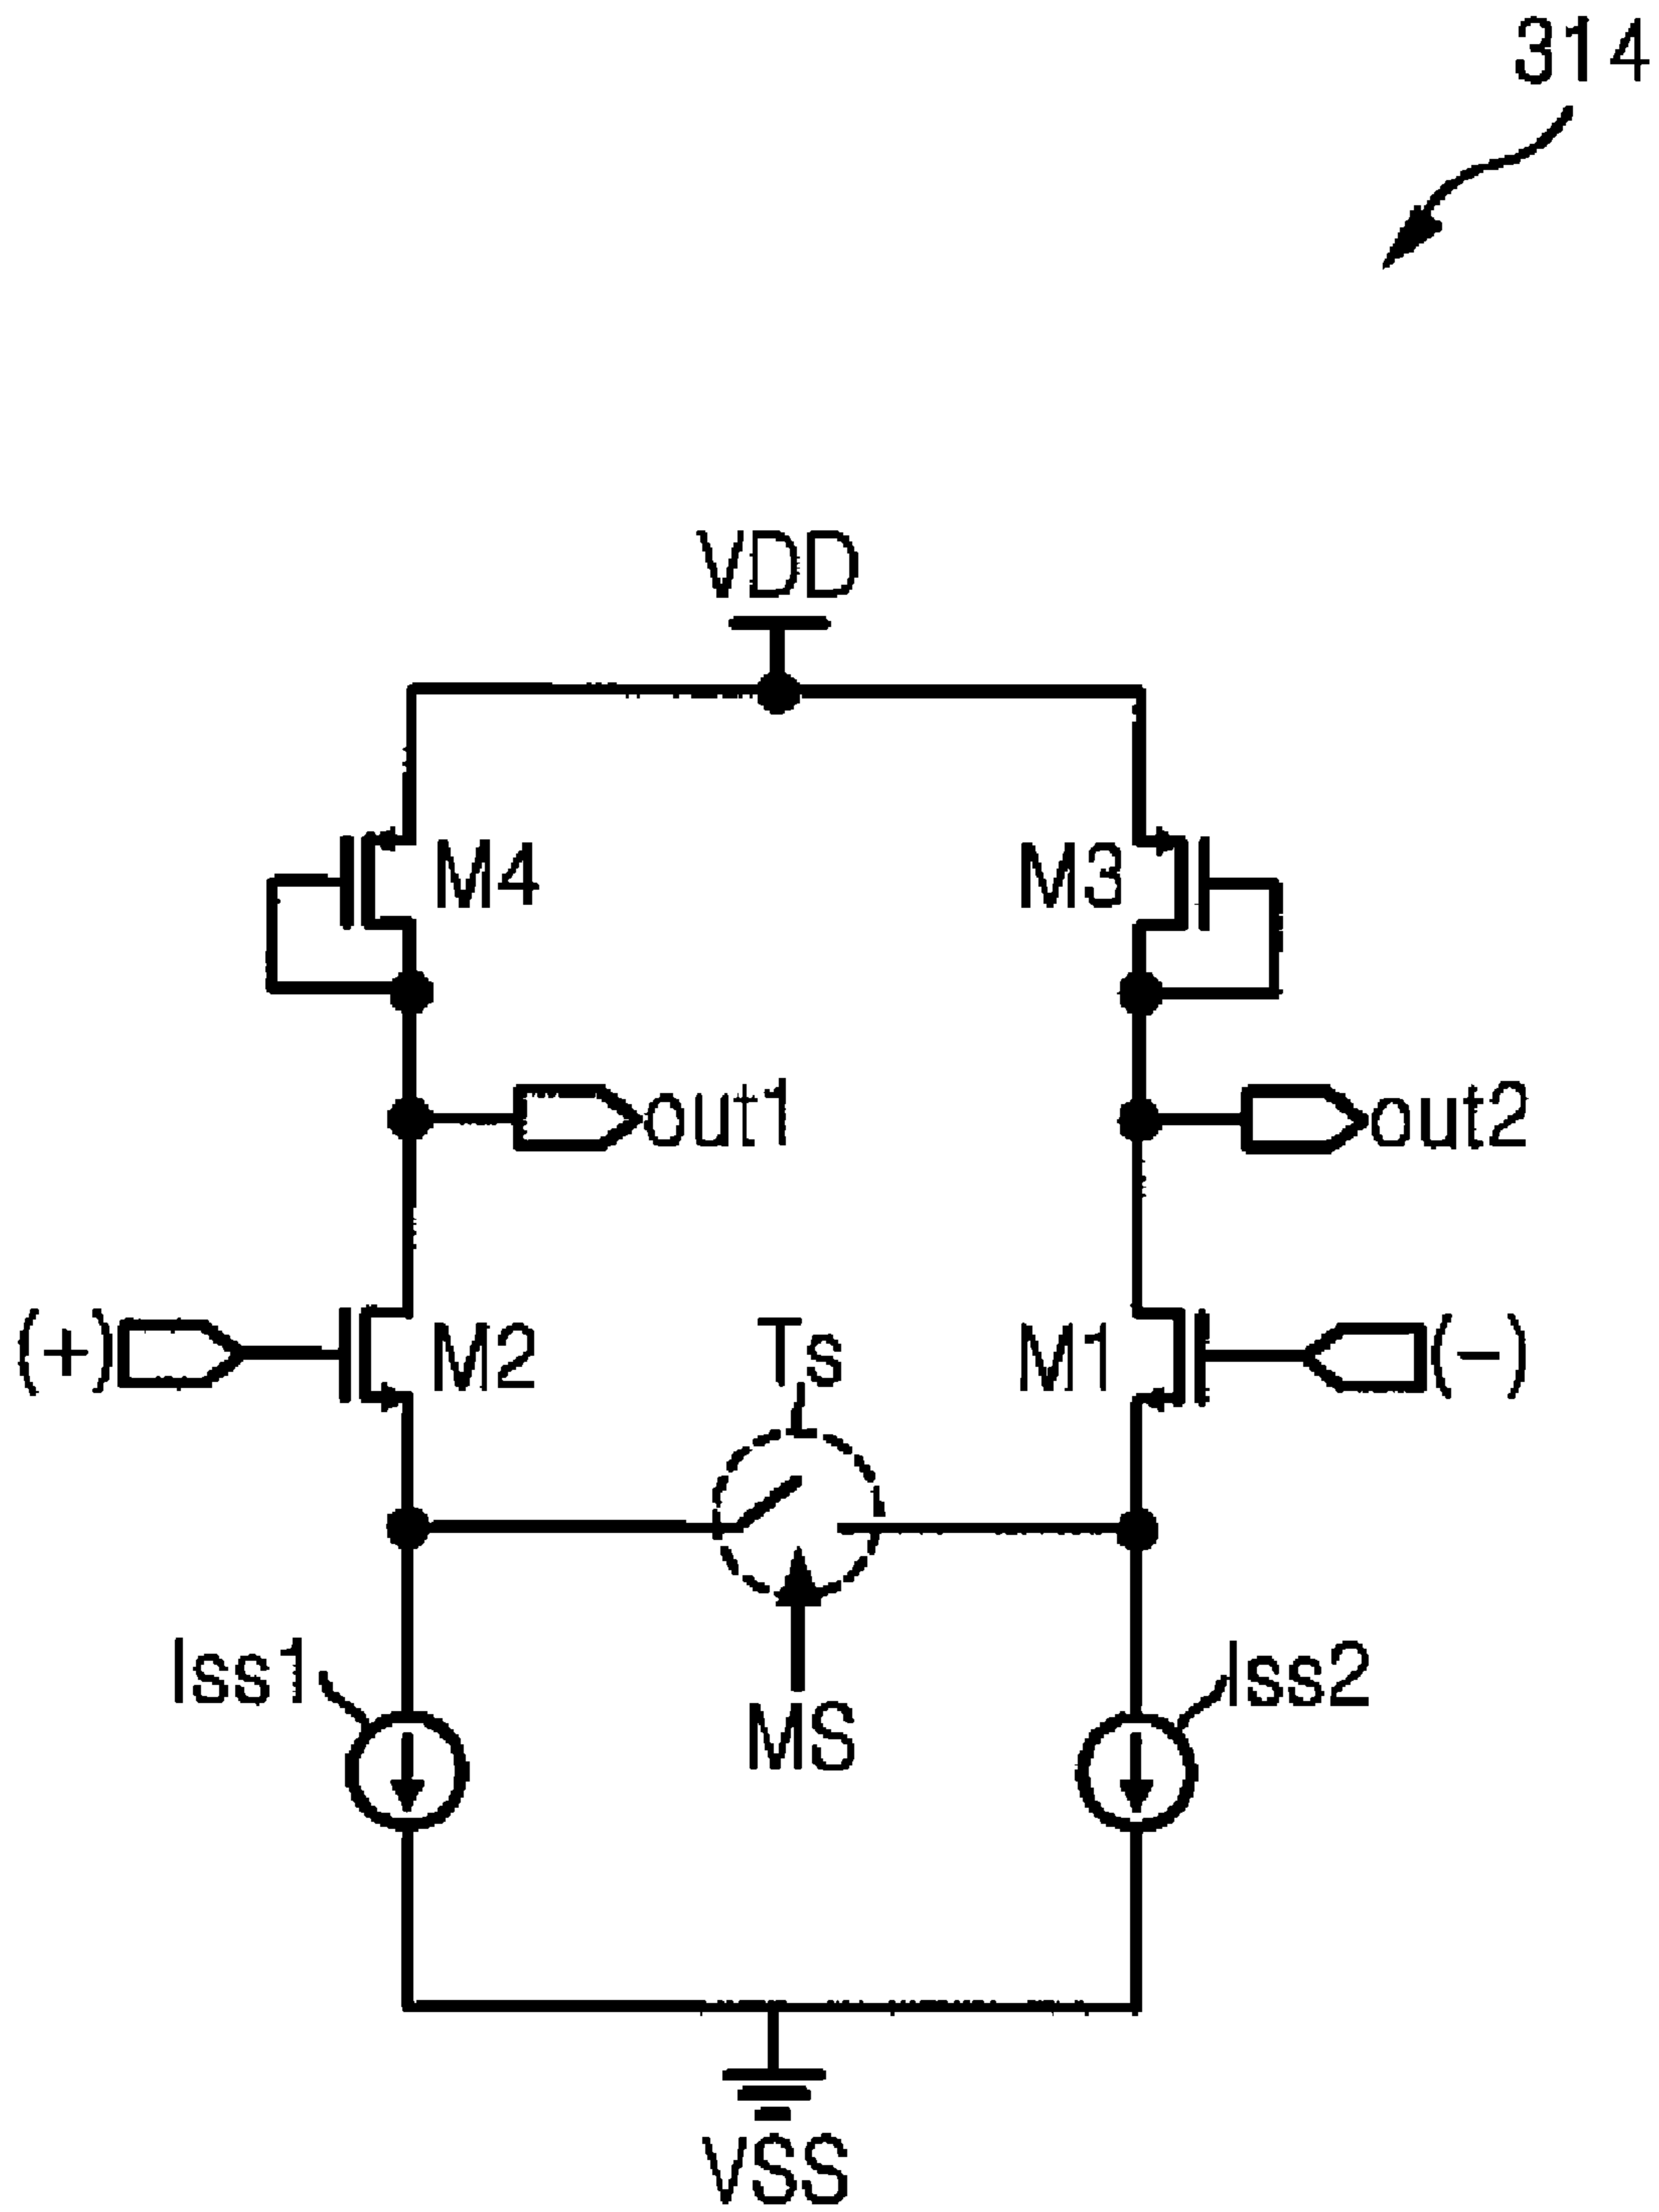 314
VDD
M4
M3
out1
out2
(+)
M2
Ts
M1
(-)
Iss1
Iss2
MS
VSS